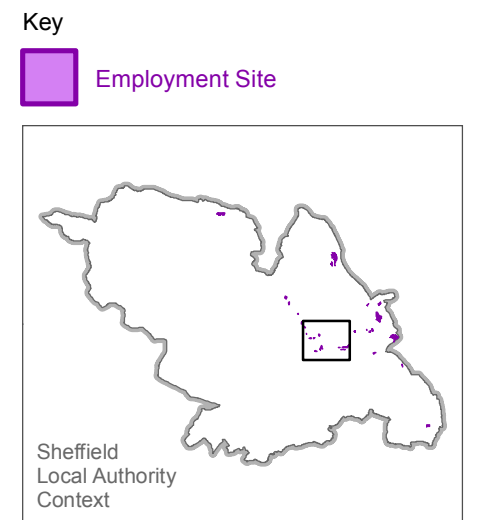 Key
Employment Site
Sheffield
Local Authority
Context